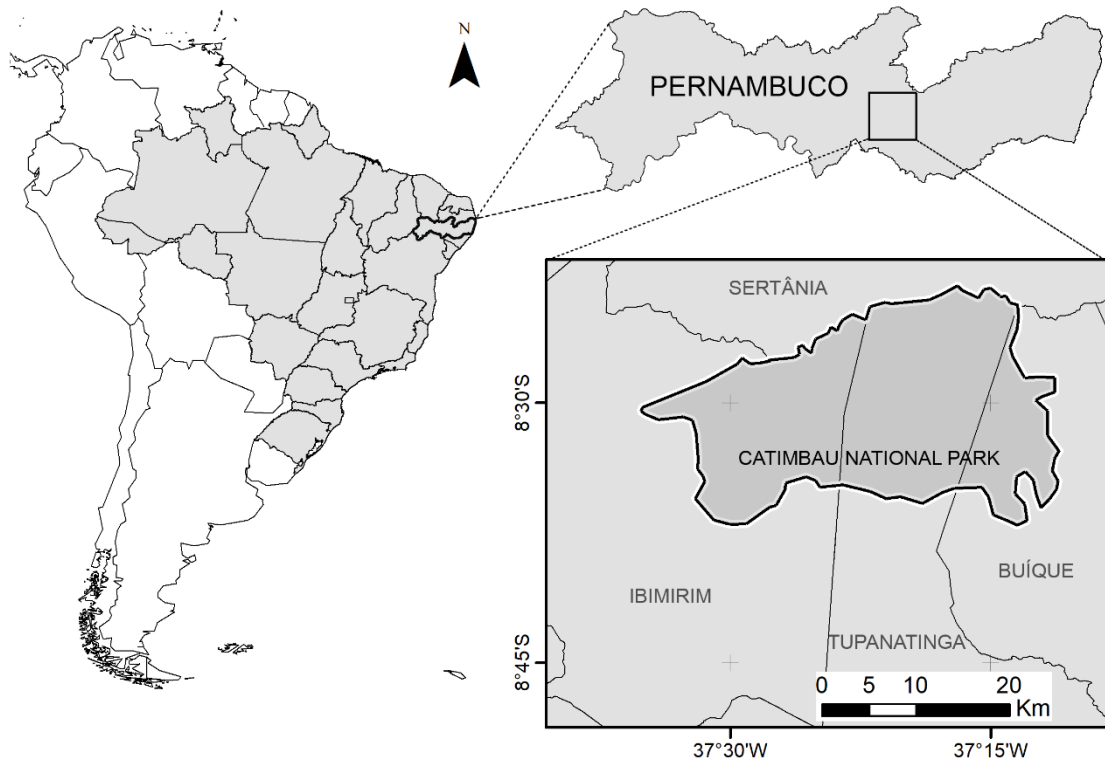 N
PERNAMBUCO
SERTÂNIA
8°30'S
CATIMBAU NATIONAL PARK
BUÍQUE
IBIMIRIM
TUPANATINGA
8°45'S
0 5 10 20
Km
37°30'W 37°15'W